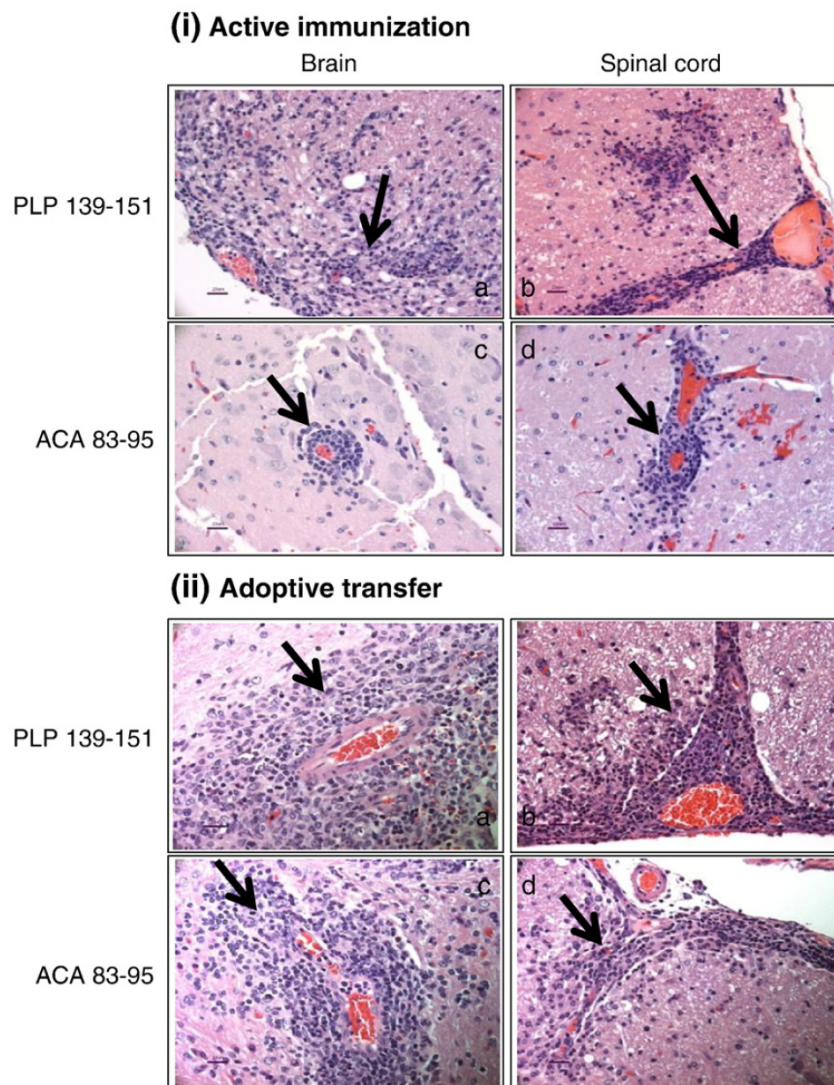 (i) Active immunization
Brain Spinal cord
PLP 139-151
a b
ACA 83-95
c d
(ii) Adoptive transfer
PLP 139-151
a b
ACA 83-95
c d